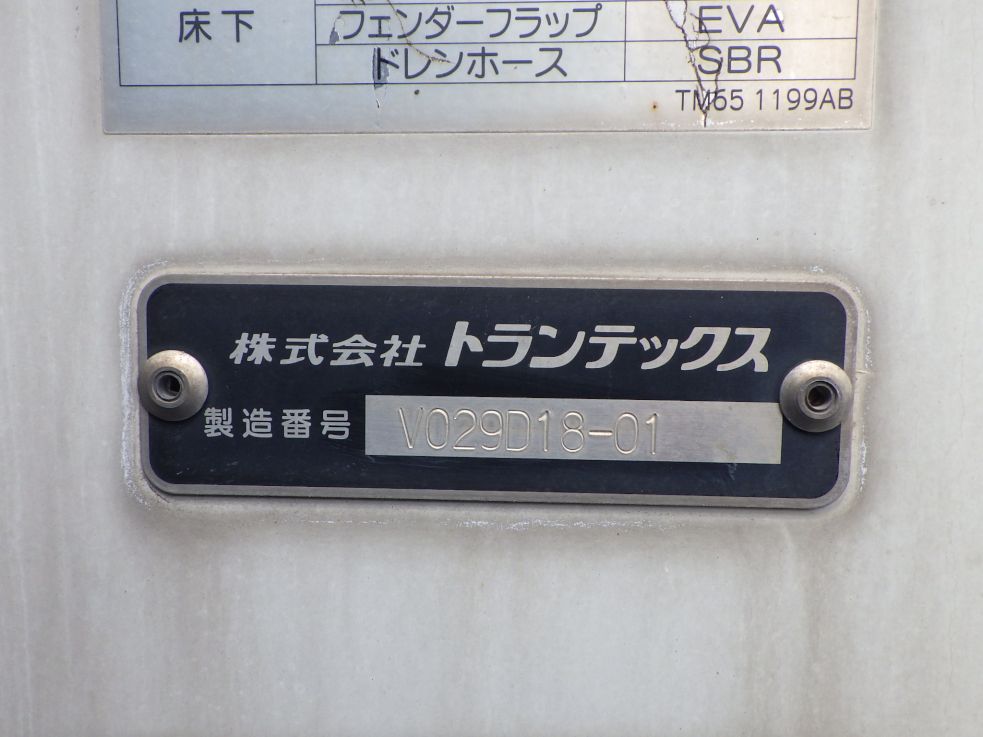 床下 フェンダーフラップ EVA
ドレンホース SBR
TM65 1199AB
株式会社 トランテックス
製造番号 V029D18-01